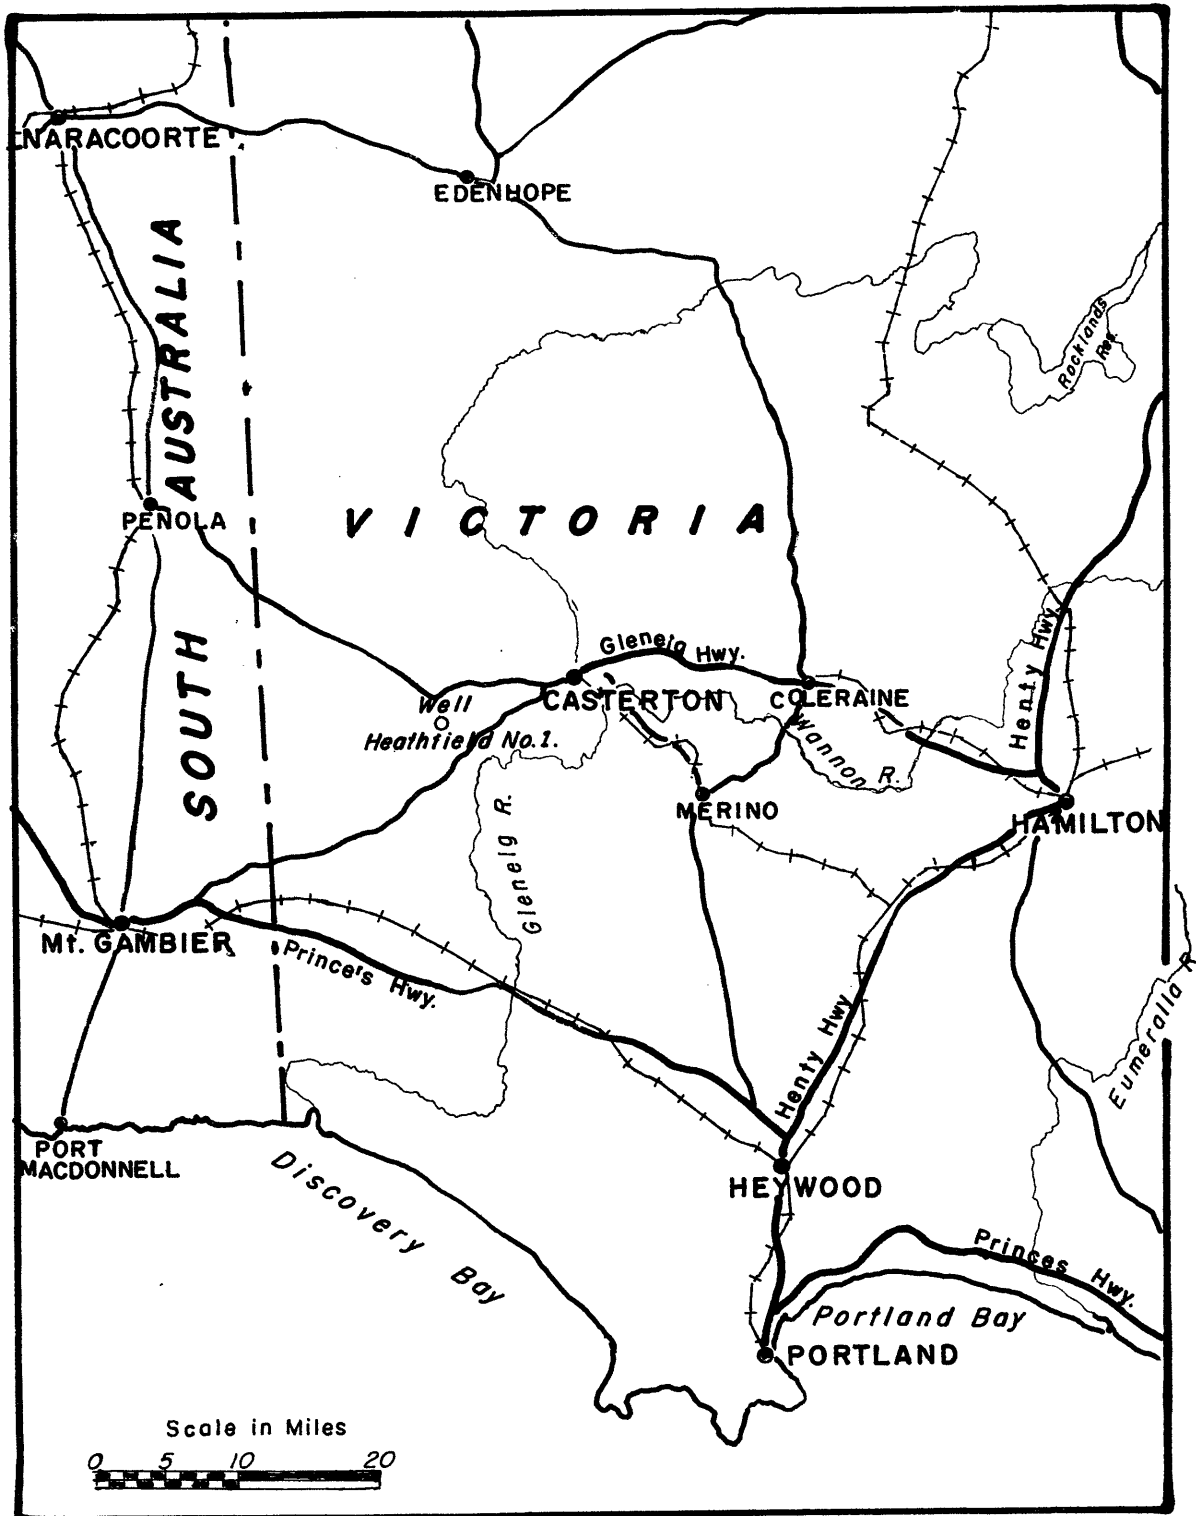 NARACOORTE
EDENHOPE
SOUTH AUSTRALIA
Rocklands
Res.
PENOLA
VICTORIA
Glenelg Hwy.
Henty Hwy.
Well
Heathfield No.1.
CASTERTON
COLERAINE
Wannon R.
MERINO
HAMILTON
Glenelg R.
Mt. GAMBIER
Prince's Hwy.
Henty Hwy
Eumeralla R
PORT
MACDONNELL
Discovery Bay
HEYWOOD
Princes Hwy.
Portland Bay
PORTLAND
Scale in Miles
0 5 10 20